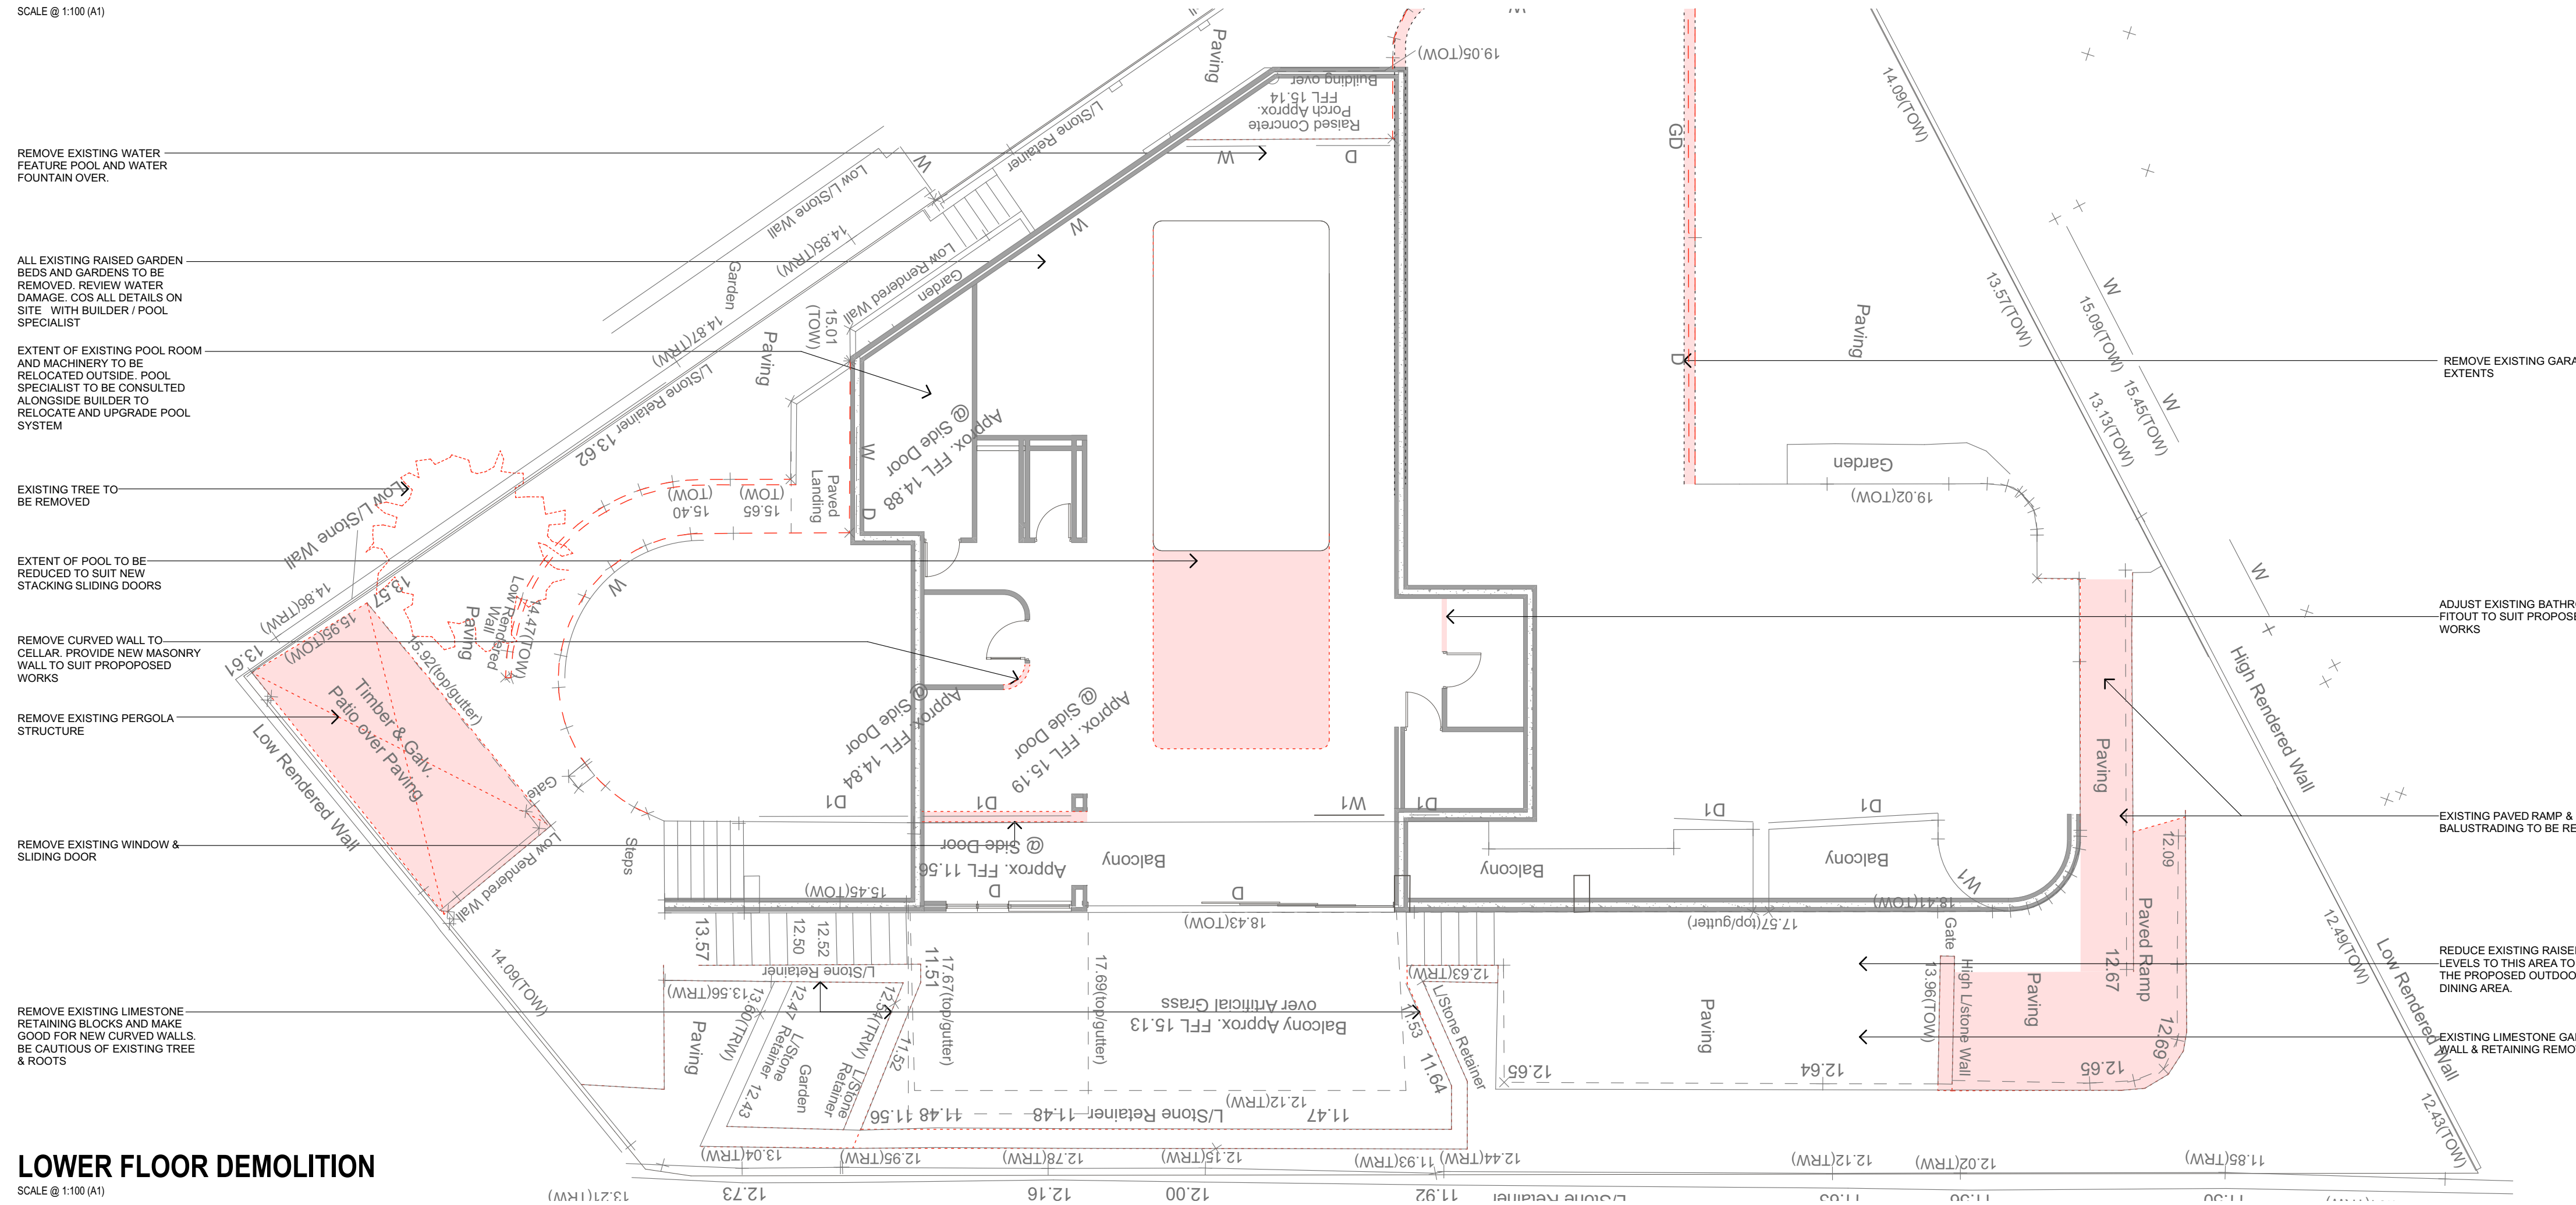 SCALE @ 1:100 (A1)
REMOVE EXISTING WATER
FEATURE POOL AND WATER
FOUNTAIN OVER.
ALL EXISTING RAISED GARDEN
BEDS AND GARDENS TO BE
REMOVED. REVIEW WATER
DAMAGE. COS ALL DETAILS ON
SITE   WITH BUILDER / POOL
SPECIALIST
EXTENT OF EXISTING POOL ROOM
AND MACHINERY TO BE
RELOCATED OUTSIDE. POOL
SPECIALIST TO BE CONSULTED
ALONGSIDE BUILDER TO
RELOCATE AND UPGRADE POOL
SYSTEM
EXISTING TREE TO
BE REMOVED
EXTENT OF POOL TO BE
REDUCED TO SUIT NEW
STACKING SLIDING DOORS
REMOVE CURVED WALL TO
CELLAR. PROVIDE NEW MASONRY
WALL TO SUIT PROPOPOSED
WORKS
REMOVE EXISTING PERGOLA
STRUCTURE
REMOVE EXISTING WINDOW &
SLIDING DOOR
REMOVE EXISTING LIMESTONE
RETAINING BLOCKS AND MAKE
GOOD FOR NEW CURVED WALLS.
BE CAUTIOUS OF EXISTING TREE
& ROOTS
LOWER FLOOR DEMOLITION
SCALE @ 1:100 (A1)
Paving
L/Stone Retainer
Low L/Stone Wall
W
14.85(TRW)
Garden
14.87(TRW)
Low Rendered Wall
Garden
15.01
(TOW)
Paving
L/Stone Retainer 13.62
Low L/Stone Wall
Low L/Stone Wall
14.86(TRW)
13.57
15.95(TOW)
13.61
15.92(top/gutter)
Timber & Galv.
Patio over Paving
Low Rendered Wall
Gate
Low Rendered Wall
14.09(TOW)
Paving
Low Rendered
Wall
14.47(TOW)
15.40
(TOW)
15.65
(TOW)
Paved
Landing
W
D
W
Steps
W
19.05(TOW)
Building over
Raised Concrete
Porch Approx.
FFL 15.14
W
D
W
Approx. FFL 14.88
@ Side Door
Approx. FFL 14.84
@ Side Door
Approx. FFL 15.19
@ Side Door
D1
D1
W1
D1
D1
D1
Approx. FFL 11.56
@ Side Door
Balcony
Balcony
Balcony
W1
D
D
15.45(TOW)
18.43(TOW)
17.57(top/gutter)
18.41(TOW)
GD
D
Paving
Garden
19.02(TOW)
14.09(TOW)
13.57(TOW)
13.13(TOW)
W
15.09(TOW)
15.45(TOW)
W
W
High Rendered Wall
Paving
12.09
Paved Ramp
12.67
12.69
12.65
Paving
Gate
High L/stone Wall
13.96(TOW)
12.49(TOW)
Low Rendered Wall
12.43(TOW)
13.57
12.50
12.52
L/Stone Retainer
13.56(TRW)
13.60(TRW)
12.47
L/Stone
Retainer 12.43
Garden
12.54(TRW)
L/Stone
Retainer
11.52
Paving
11.51
17.67(top/gutter)
17.69(top/gutter)
Balcony Approx. FFL 15.13
over Artificial Grass
12.63(TRW)
L/Stone Retainer
11.53
11.64
12.12(TRW)
11.47
L/Stone Retainer
11.48
11.48
11.56
Paving
12.65
12.64
13.04(TRW)
12.95(TRW)
12.78(TRW)
12.15(TRW)
11.93(TRW)
12.44(TRW)
12.12(TRW)
12.02(TRW)
11.85(TRW)
13.21(TRW)
12.73
12.16
12.00
11.92
L/Stone Retainer
REMOVE EXISTING
EXTENTS
ADJUST EXISTING
FITOUT TO SUIT
WORKS
EXISTING PAVED RAMP &
BALUSTRADING TO BE
REDUCE EXISTING
LEVELS TO THIS AREA TO
THE PROPOSED
DINING AREA.
EXISTING LIMESTONE
WALL & RETAINING